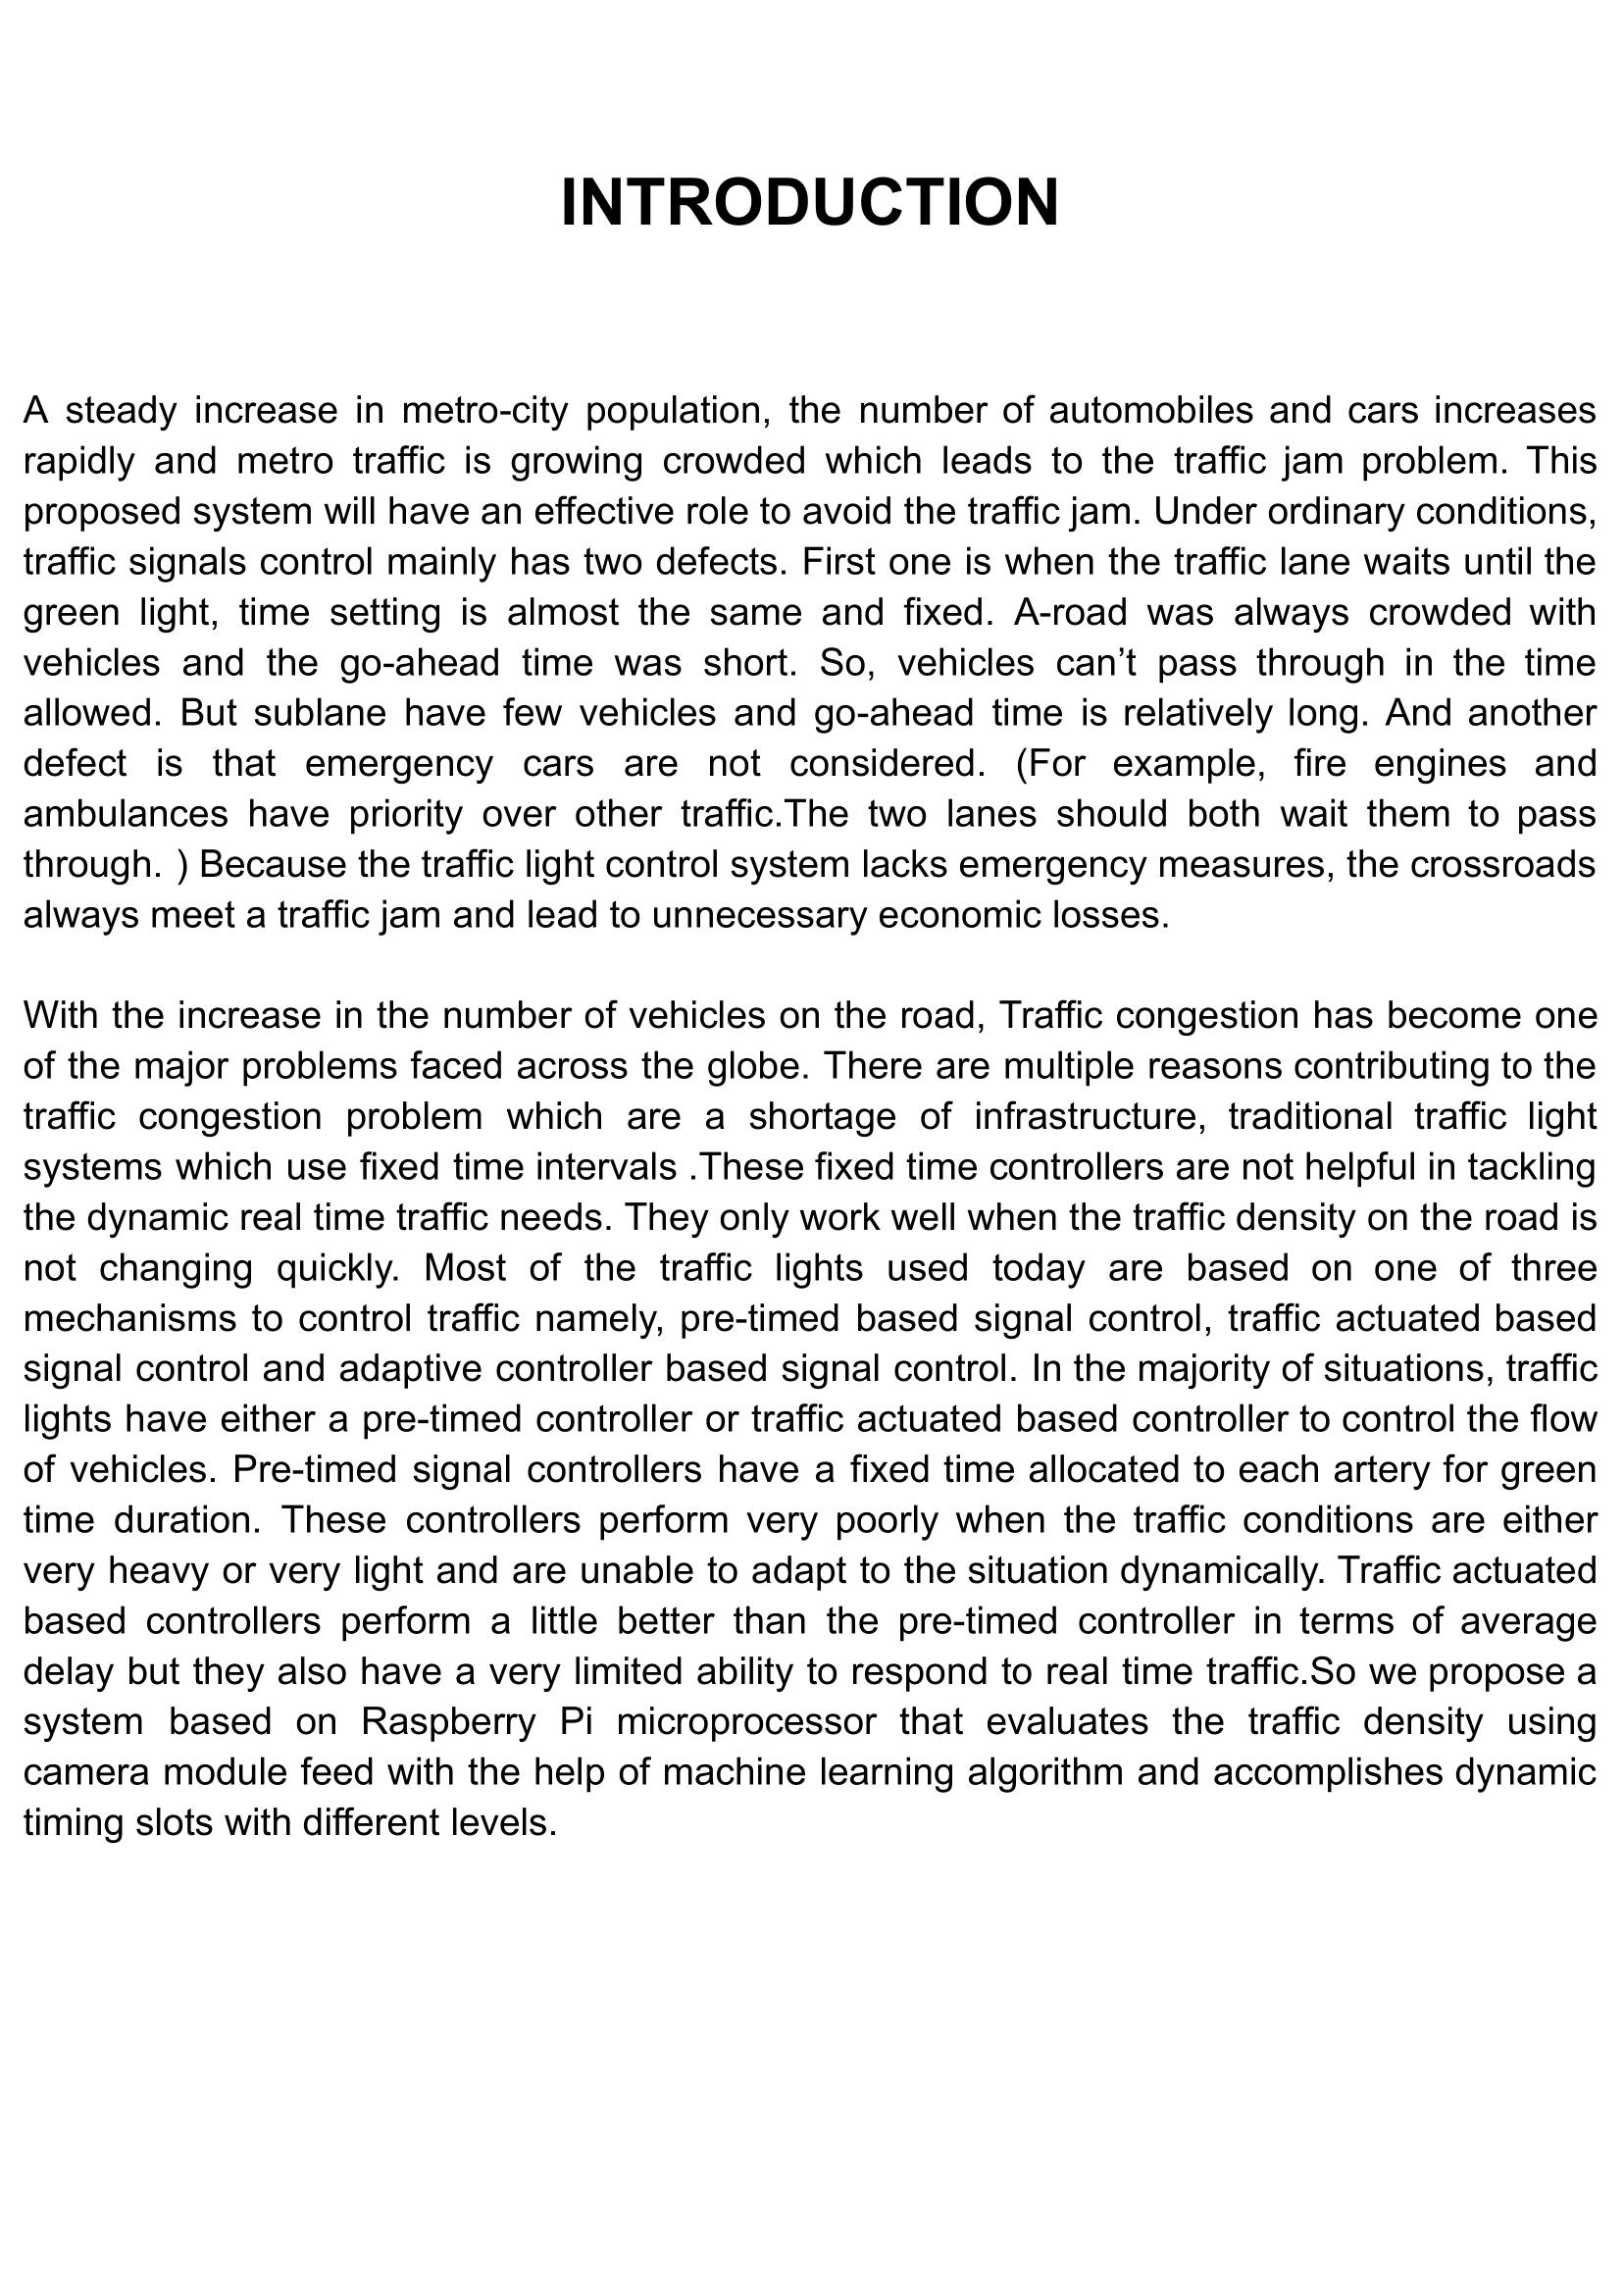 INTRODUCTION
A steady increase in metro-city population, the number of automobiles and cars increases
rapidly and metro traffic is growing crowded which leads to the traffic jam problem. This
proposed system will have an effective role to avoid the traffic jam. Under ordinary conditions,
traffic signals control mainly has two defects. First one is when the traffic lane waits until the
green light, time setting is almost the same and fixed. A-road was always crowded with
vehicles and the go-ahead time was short. So, vehicles can’t pass through in the time
allowed. But sublane have few vehicles and go-ahead time is relatively long. And another
defect is that emergency cars are not considered. (For example, fire engines and
ambulances have priority over other traffic.The two lanes should both wait them to pass
through. ) Because the traffic light control system lacks emergency measures, the crossroads
always meet a traffic jam and lead to unnecessary economic losses.
With the increase in the number of vehicles on the road, Traffic congestion has become one
of the major problems faced across the globe. There are multiple reasons contributing to the
traffic congestion problem which are a shortage of infrastructure, traditional traffic light
systems which use fixed time intervals .These fixed time controllers are not helpful in tackling
the dynamic real time traffic needs. They only work well when the traffic density on the road is
not changing quickly. Most of the traffic lights used today are based on one of three
mechanisms to control traffic namely, pre-timed based signal control, traffic actuated based
signal control and adaptive controller based signal control. In the majority of situations, traffic
lights have either a pre-timed controller or traffic actuated based controller to control the flow
of vehicles. Pre-timed signal controllers have a fixed time allocated to each artery for green
time duration. These controllers perform very poorly when the traffic conditions are either
very heavy or very light and are unable to adapt to the situation dynamically. Traffic actuated
based controllers perform a little better than the pre-timed controller in terms of average
delay but they also have a very limited ability to respond to real time traffic.So we propose a
system based on Raspberry Pi microprocessor that evaluates the traffic density using
camera module feed with the help of machine learning algorithm and accomplishes dynamic
timing slots with different levels.